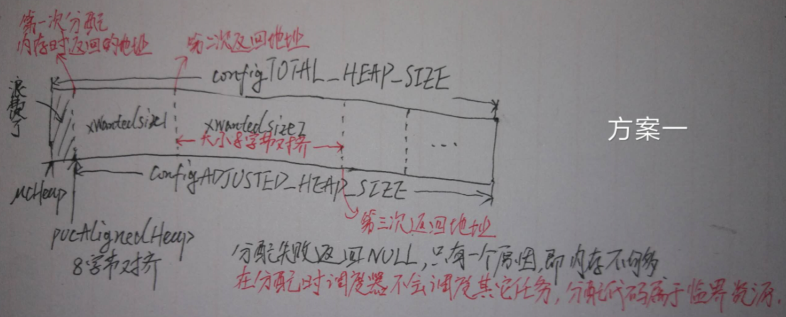 第一次分配
内存时返回的地址
第二次返回地址
configTOTAL_HEAP_SIZE
浪费了
xWantedSize1
xWantedSize2
大小8字节对齐
...
方案一
ucHeap
configADJUSTED_HEAP_SIZE
pucAlignedHeap
8字节对齐
第三次返回地址
分配失败返回NULL,只有一个原因,即内存不够
在分配时调度器不会调度其它任务,分配代码属于临界资源.